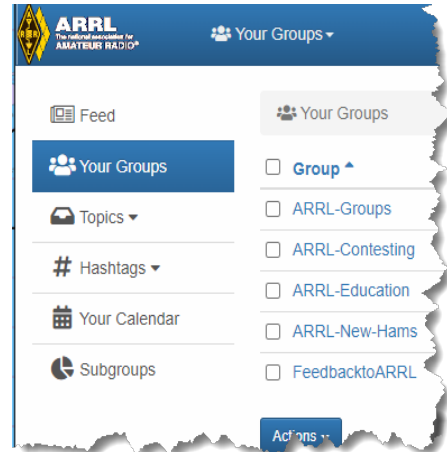 ARRL
The national association for
AMATEUR RADIO®
Your Groups
Feed
Your Groups
Topics
# Hashtags
Your Calendar
Subgroups
Your Groups
Group
ARRL-Groups
ARRL-Contesting
ARRL-Education
ARRL-New-Hams
FeedbacktoARRL
Actions